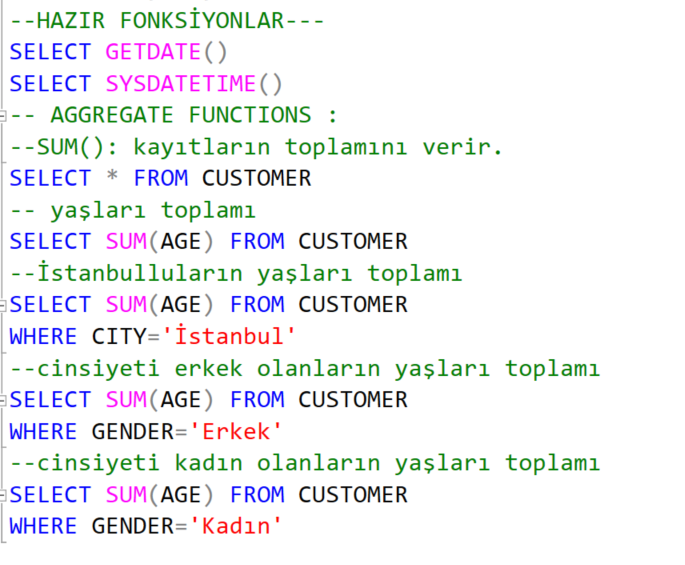 --HAZIR FONKSİYONLAR---
SELECT GETDATE()
SELECT SYSDATETIME()
-- AGGREGATE FUNCTIONS :
--SUM(): kayıtların toplamını verir.
SELECT * FROM CUSTOMER
-- yaşları toplamı
SELECT SUM(AGE) FROM CUSTOMER
--İstanbulluların yaşları toplamı
SELECT SUM(AGE) FROM CUSTOMER
WHERE CITY='İstanbul'
--cinsiyeti erkek olanların yaşları toplamı
SELECT SUM(AGE) FROM CUSTOMER
WHERE GENDER='Erkek'
--cinsiyeti kadın olanların yaşları toplamı
SELECT SUM(AGE) FROM CUSTOMER
WHERE GENDER='Kadın'